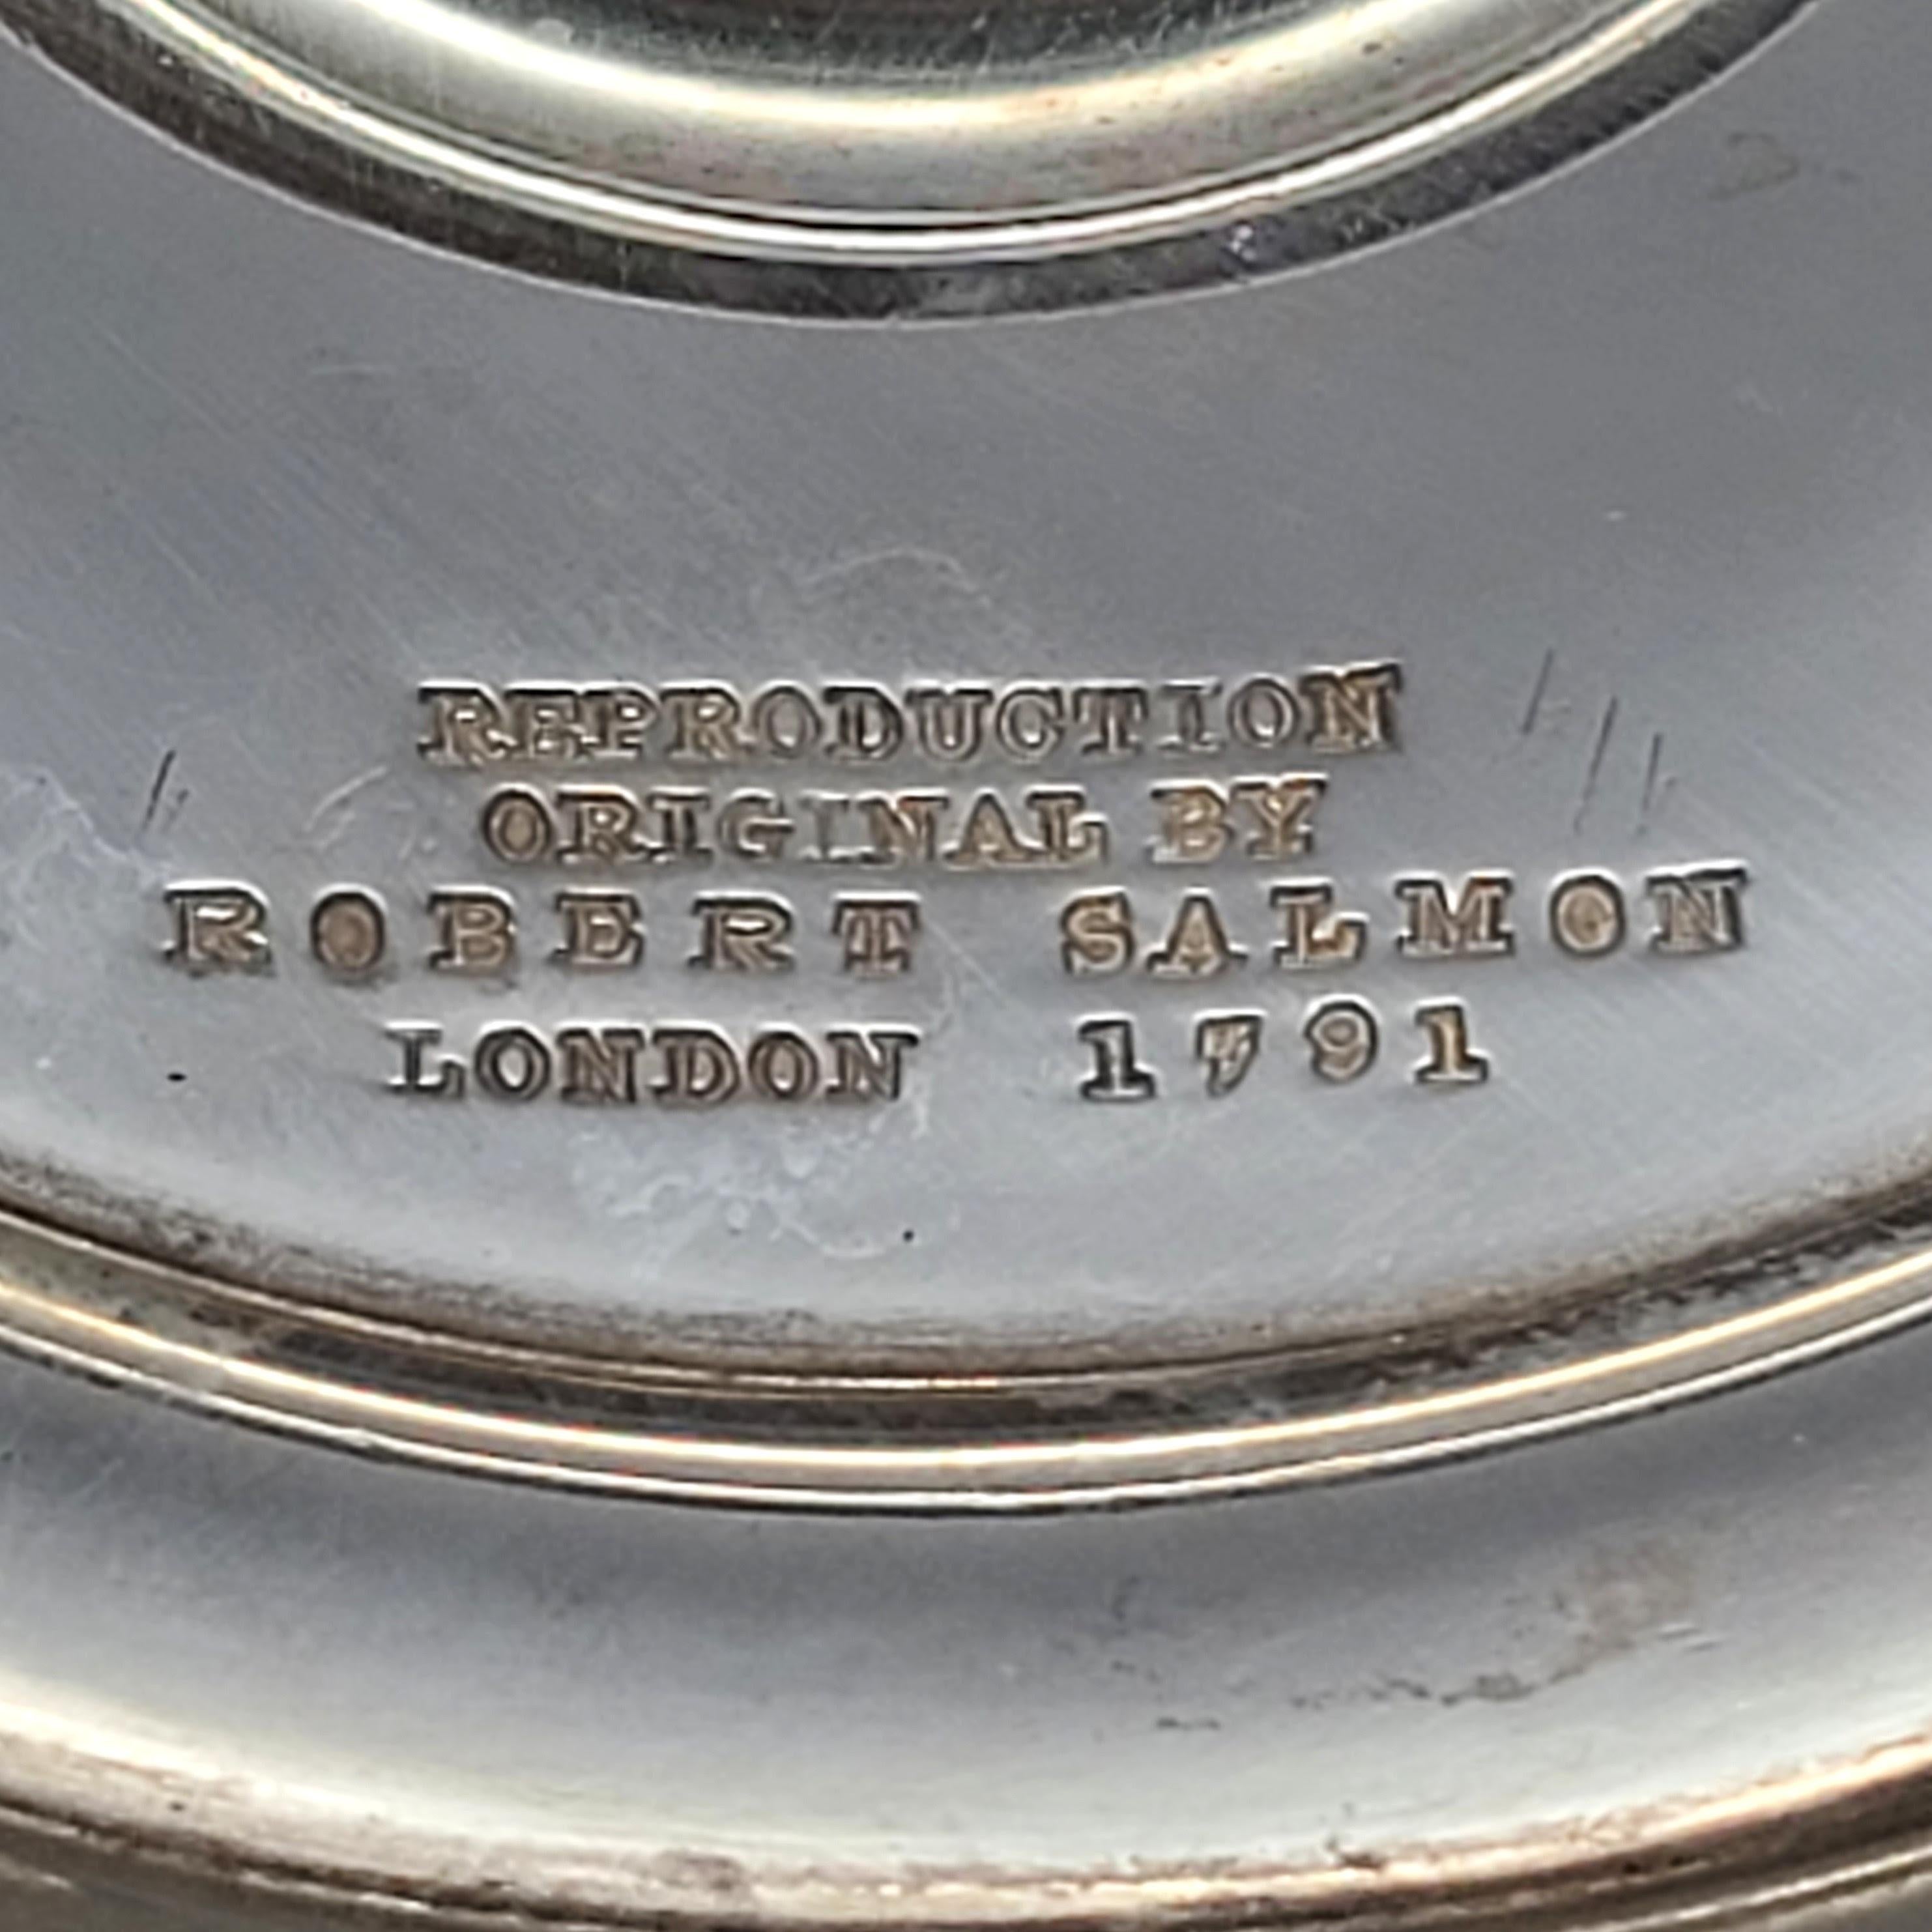 REPRODUCTION
ORIGINAL BY
ROBERT SALMON
LONDON 1791